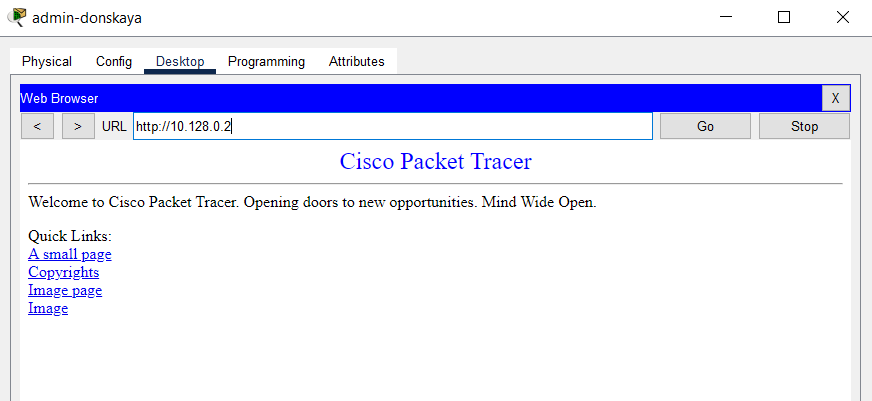 admin-donskaya
Physical Config Desktop Programming Attributes
Web Browser X
< > URL http://10.128.0.2 Go Stop
Cisco Packet Tracer
Welcome to Cisco Packet Tracer. Opening doors to new opportunities. Mind Wide Open.
Quick Links:
A small page
Copyrights
Image page
Image